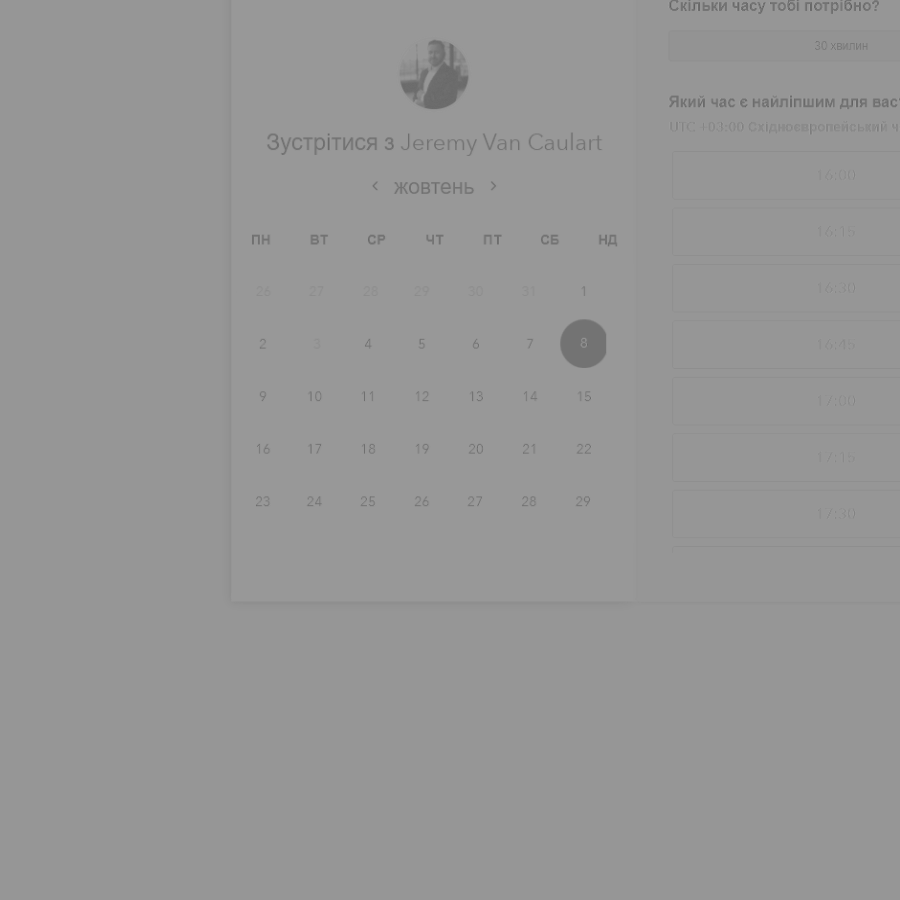 Зустрітися з Jeremy Van Caulart
жовтень
ПН ВТ СР ЧТ ПТ СБ НД
26 27 28 29 30 31 1
2 3 4 5 6 7 8
9 10 11 12 13 14 15
16 17 18 19 20 21 22
23 24 25 26 27 28 29
Скільки часу тобі потрібно?
30 хвилин
Який час є найліпшим для вас
UTC +03:00 Східноєвропейський ч
16:00
16:15
16:30
16:45
17:00
17:15
17:30